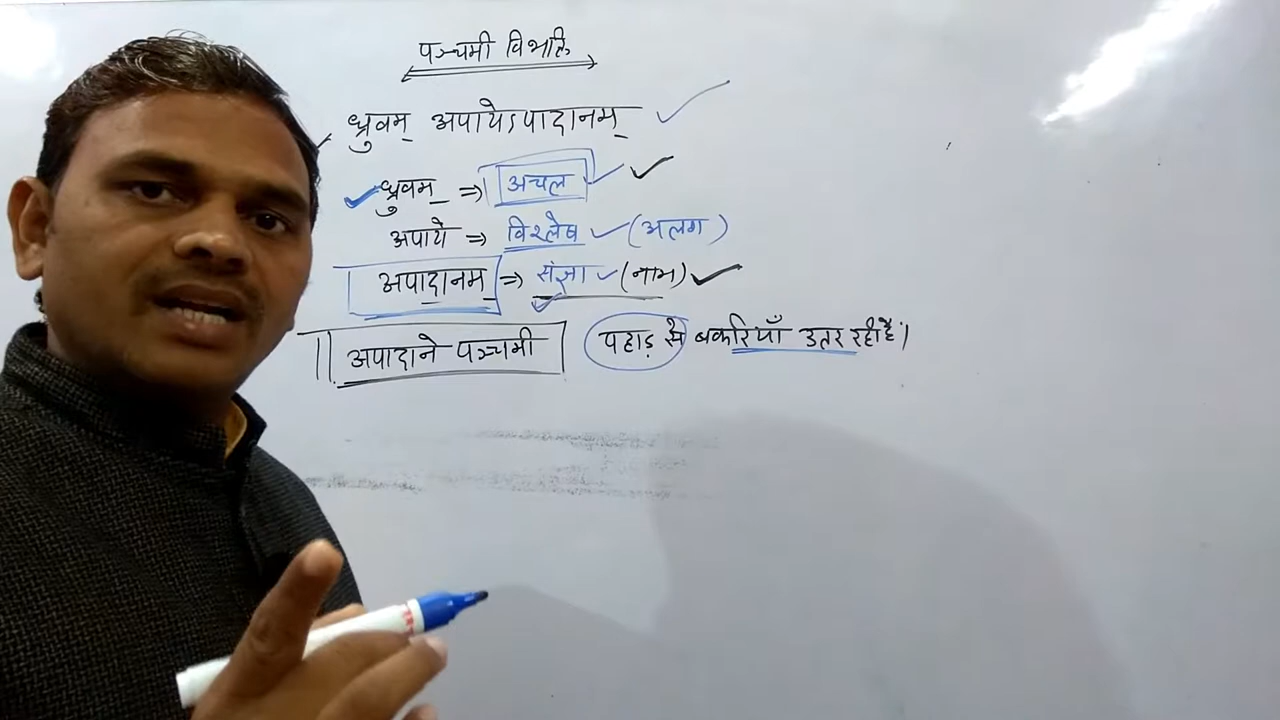 पञ्चमी विभक्ति
ध्रुवम् अपायेऽपादानम्
ध्रुवम् => अचल
अपाये => विश्लेष (अलग)
अपादानम् => संज्ञा (नाम)
अपादाने पञ्चमी पहाड़ से बकरियाँ उतर रही हैं।